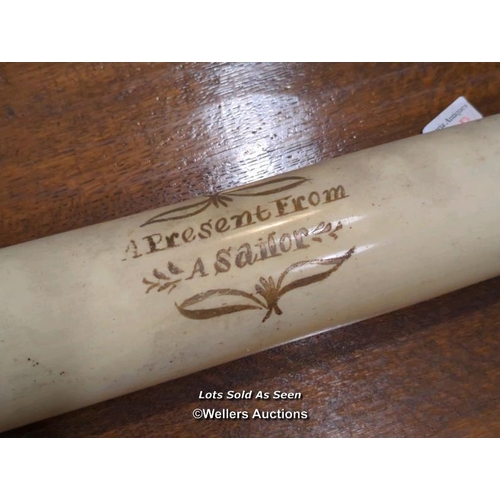 A Present From
A Sailor
Lots Sold As Seen
©Wellers Auctions